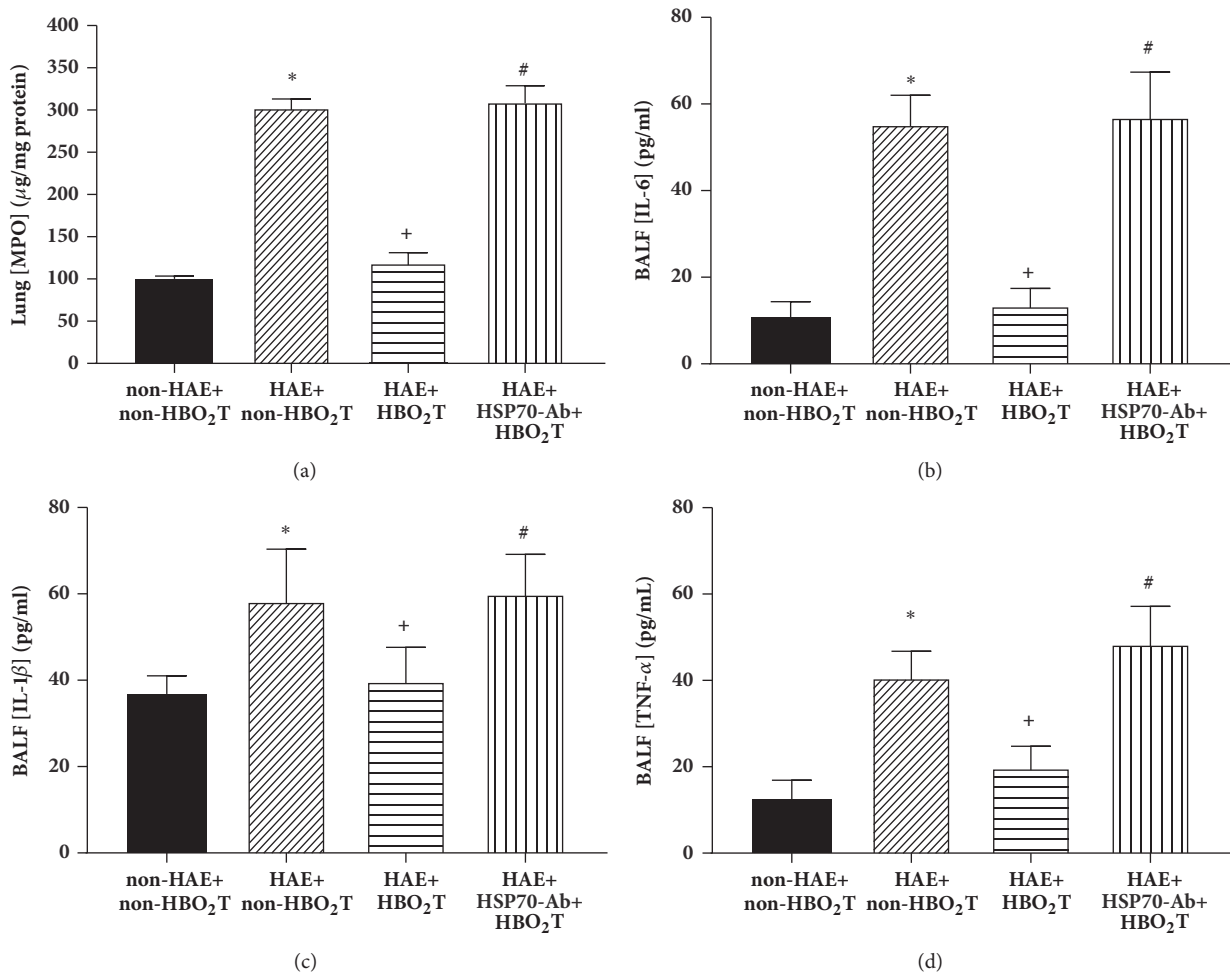 Lung [MPO] (μg/mg protein)
400
350
300
250
200
150
100
50
0
*
+
#
non-HAE+
non-HBO₂T
HAE+
non-HBO₂T
HAE+
HBO₂T
HAE+
HSP70-Ab+
HBO₂T
(a)
BALF [IL-6] (pg/ml)
80
60
40
20
0
*
+
#
non-HAE+
non-HBO₂T
HAE+
non-HBO₂T
HAE+
HBO₂T
HAE+
HSP70-Ab+
HBO₂T
(b)
BALF [IL-1β] (pg/ml)
80
60
40
20
0
*
+
#
non-HAE+
non-HBO₂T
HAE+
non-HBO₂T
HAE+
HBO₂T
HAE+
HSP70-Ab+
HBO₂T
(c)
BALF [TNF-α] (pg/mL)
80
60
40
20
0
*
+
#
non-HAE+
non-HBO₂T
HAE+
non-HBO₂T
HAE+
HBO₂T
HAE+
HSP70-Ab+
HBO₂T
(d)